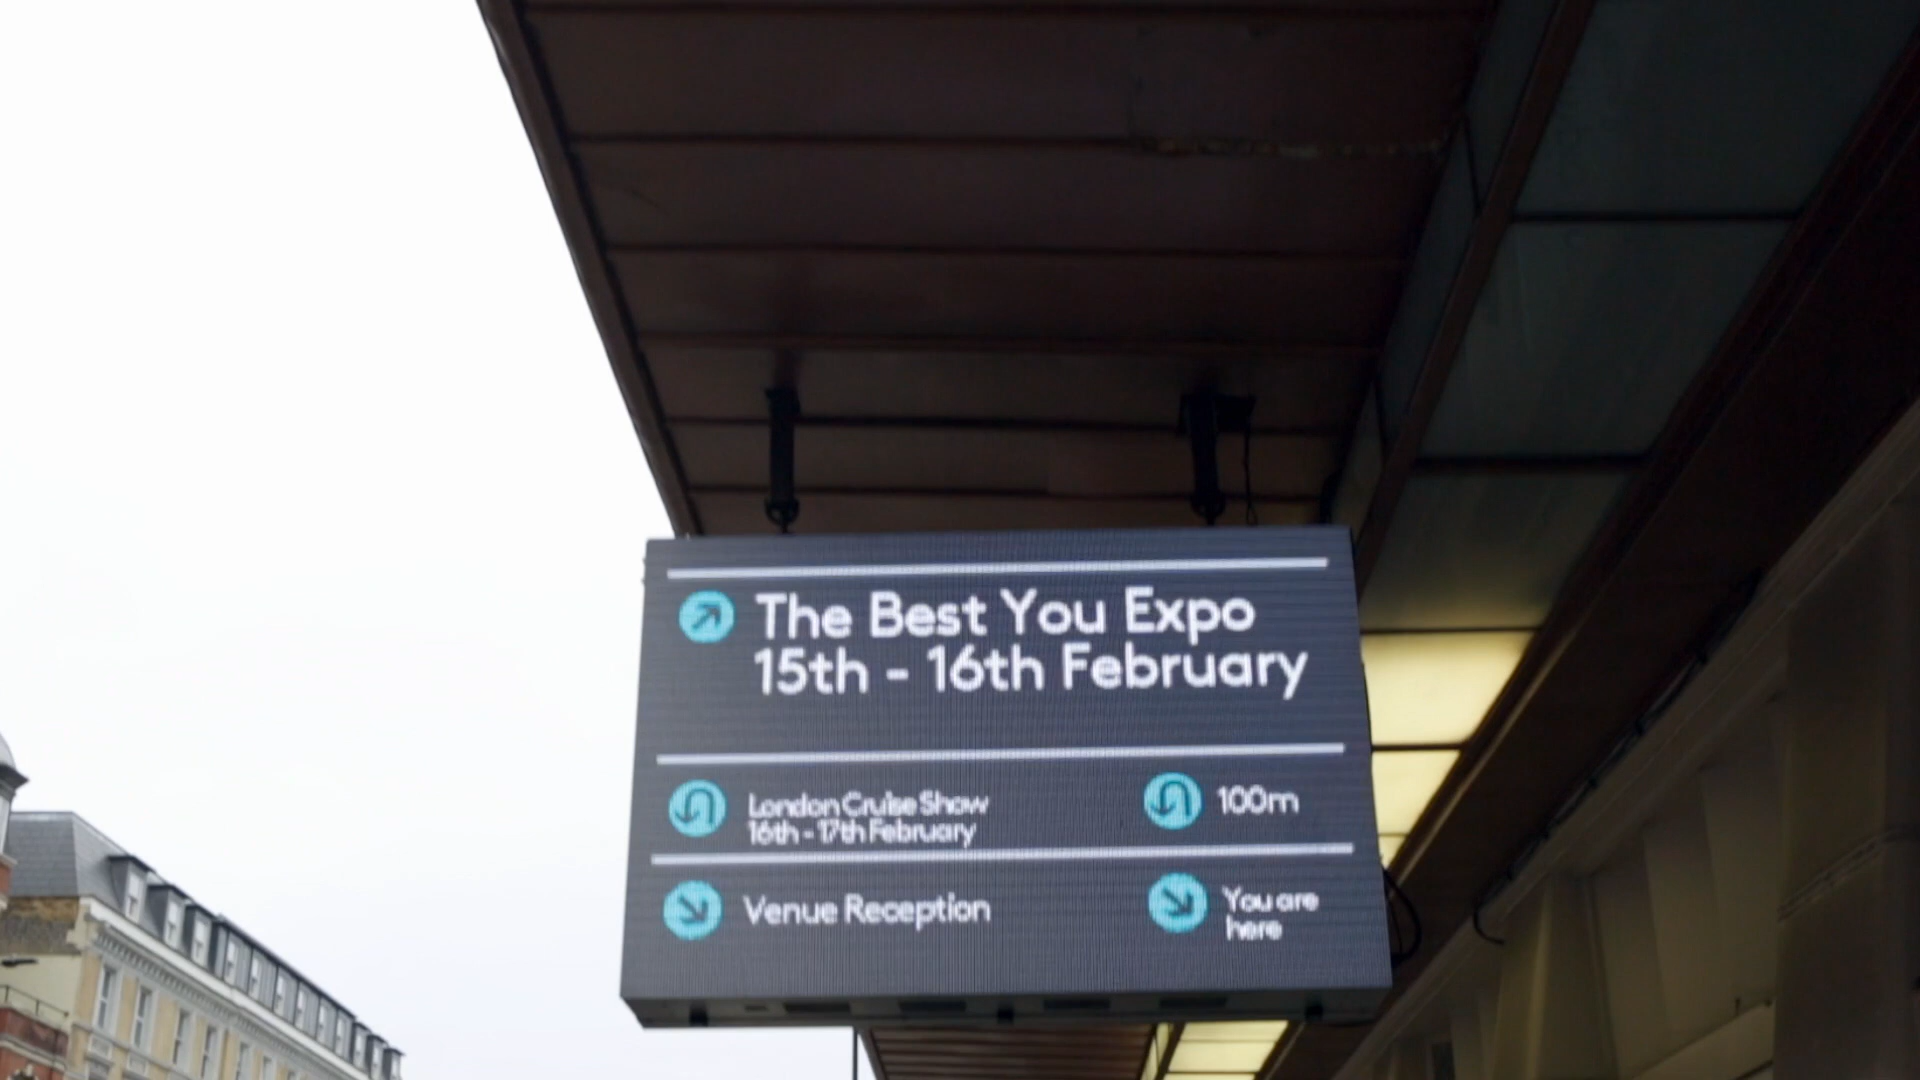 The Best You Expo
15th - 16th February
London Cruise Show
16th - 17th February
100m
Venue Reception
You are
here